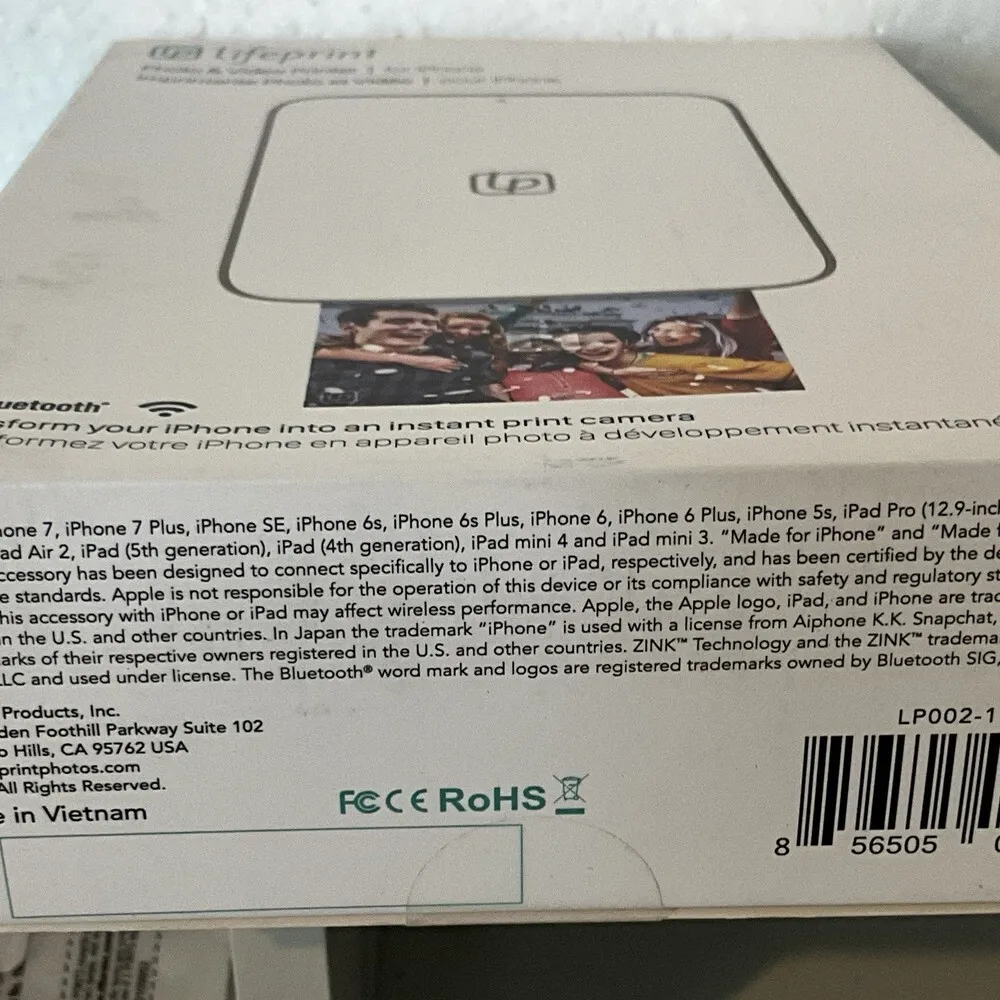 LP lifeprint
Photo & Video Printer | for iPhone
LP
uetooth™
sform your iPhone into an instant print camera
formez votre iPhone en appareil photo à développement instantané
hone 7, iPhone 7 Plus, iPhone SE, iPhone 6s, iPhone 6s Plus, iPhone 6, iPhone 6 Plus, iPhone 5s, iPad Pro (12.9-incl
ad Air 2, iPad (5th generation), iPad (4th generation), iPad mini 4 and iPad mini 3. “Made for iPhone” and “Made f
ccessory has been designed to connect specifically to iPhone or iPad, respectively, and has been certified by the de
e standards. Apple is not responsible for the operation of this device or its compliance with safety and regulatory st
his accessory with iPhone or iPad may affect wireless performance. Apple, the Apple logo, iPad, and iPhone are trad
n the U.S. and other countries. In Japan the trademark “iPhone” is used with a license from Aiphone K.K. Snapchat,
arks of their respective owners registered in the U.S. and other countries. ZINK™ Technology and the ZINK™ tradema
LLC and used under license. The Bluetooth® word mark and logos are registered trademarks owned by Bluetooth SIG,
Products, Inc.
den Foothill Parkway Suite 102
o Hills, CA 95762 USA
printphotos.com
All Rights Reserved.
e in Vietnam
FC CE RoHS
LP002-1
8 56505 0